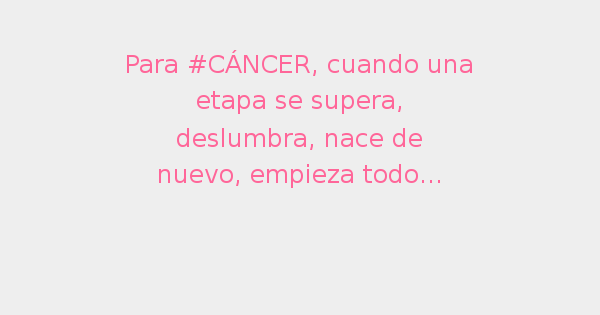 Para #CÁNCER, cuando una
etapa se supera,
deslumbra, nace de
nuevo, empieza todo...